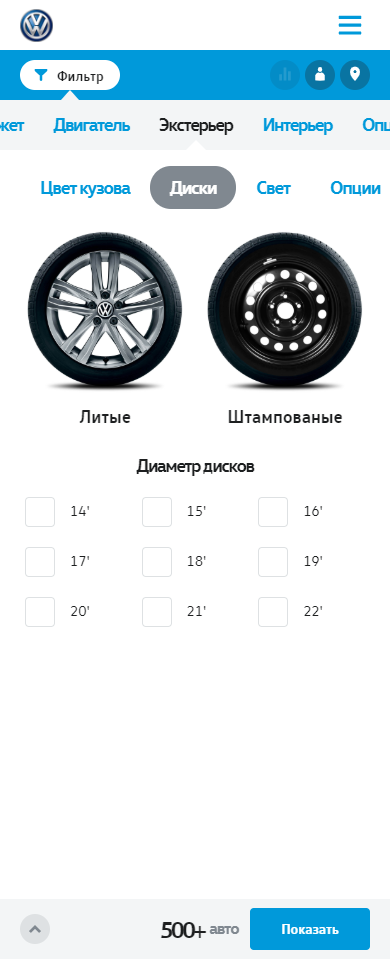 Фильтр
жет Двигатель Экстерьер Интерьер Опц
Цвет кузова Диски Свет Опции
Литые Штампованые
Диаметр дисков
14' 15' 16'
17' 18' 19'
20' 21' 22'
500+ авто Показать